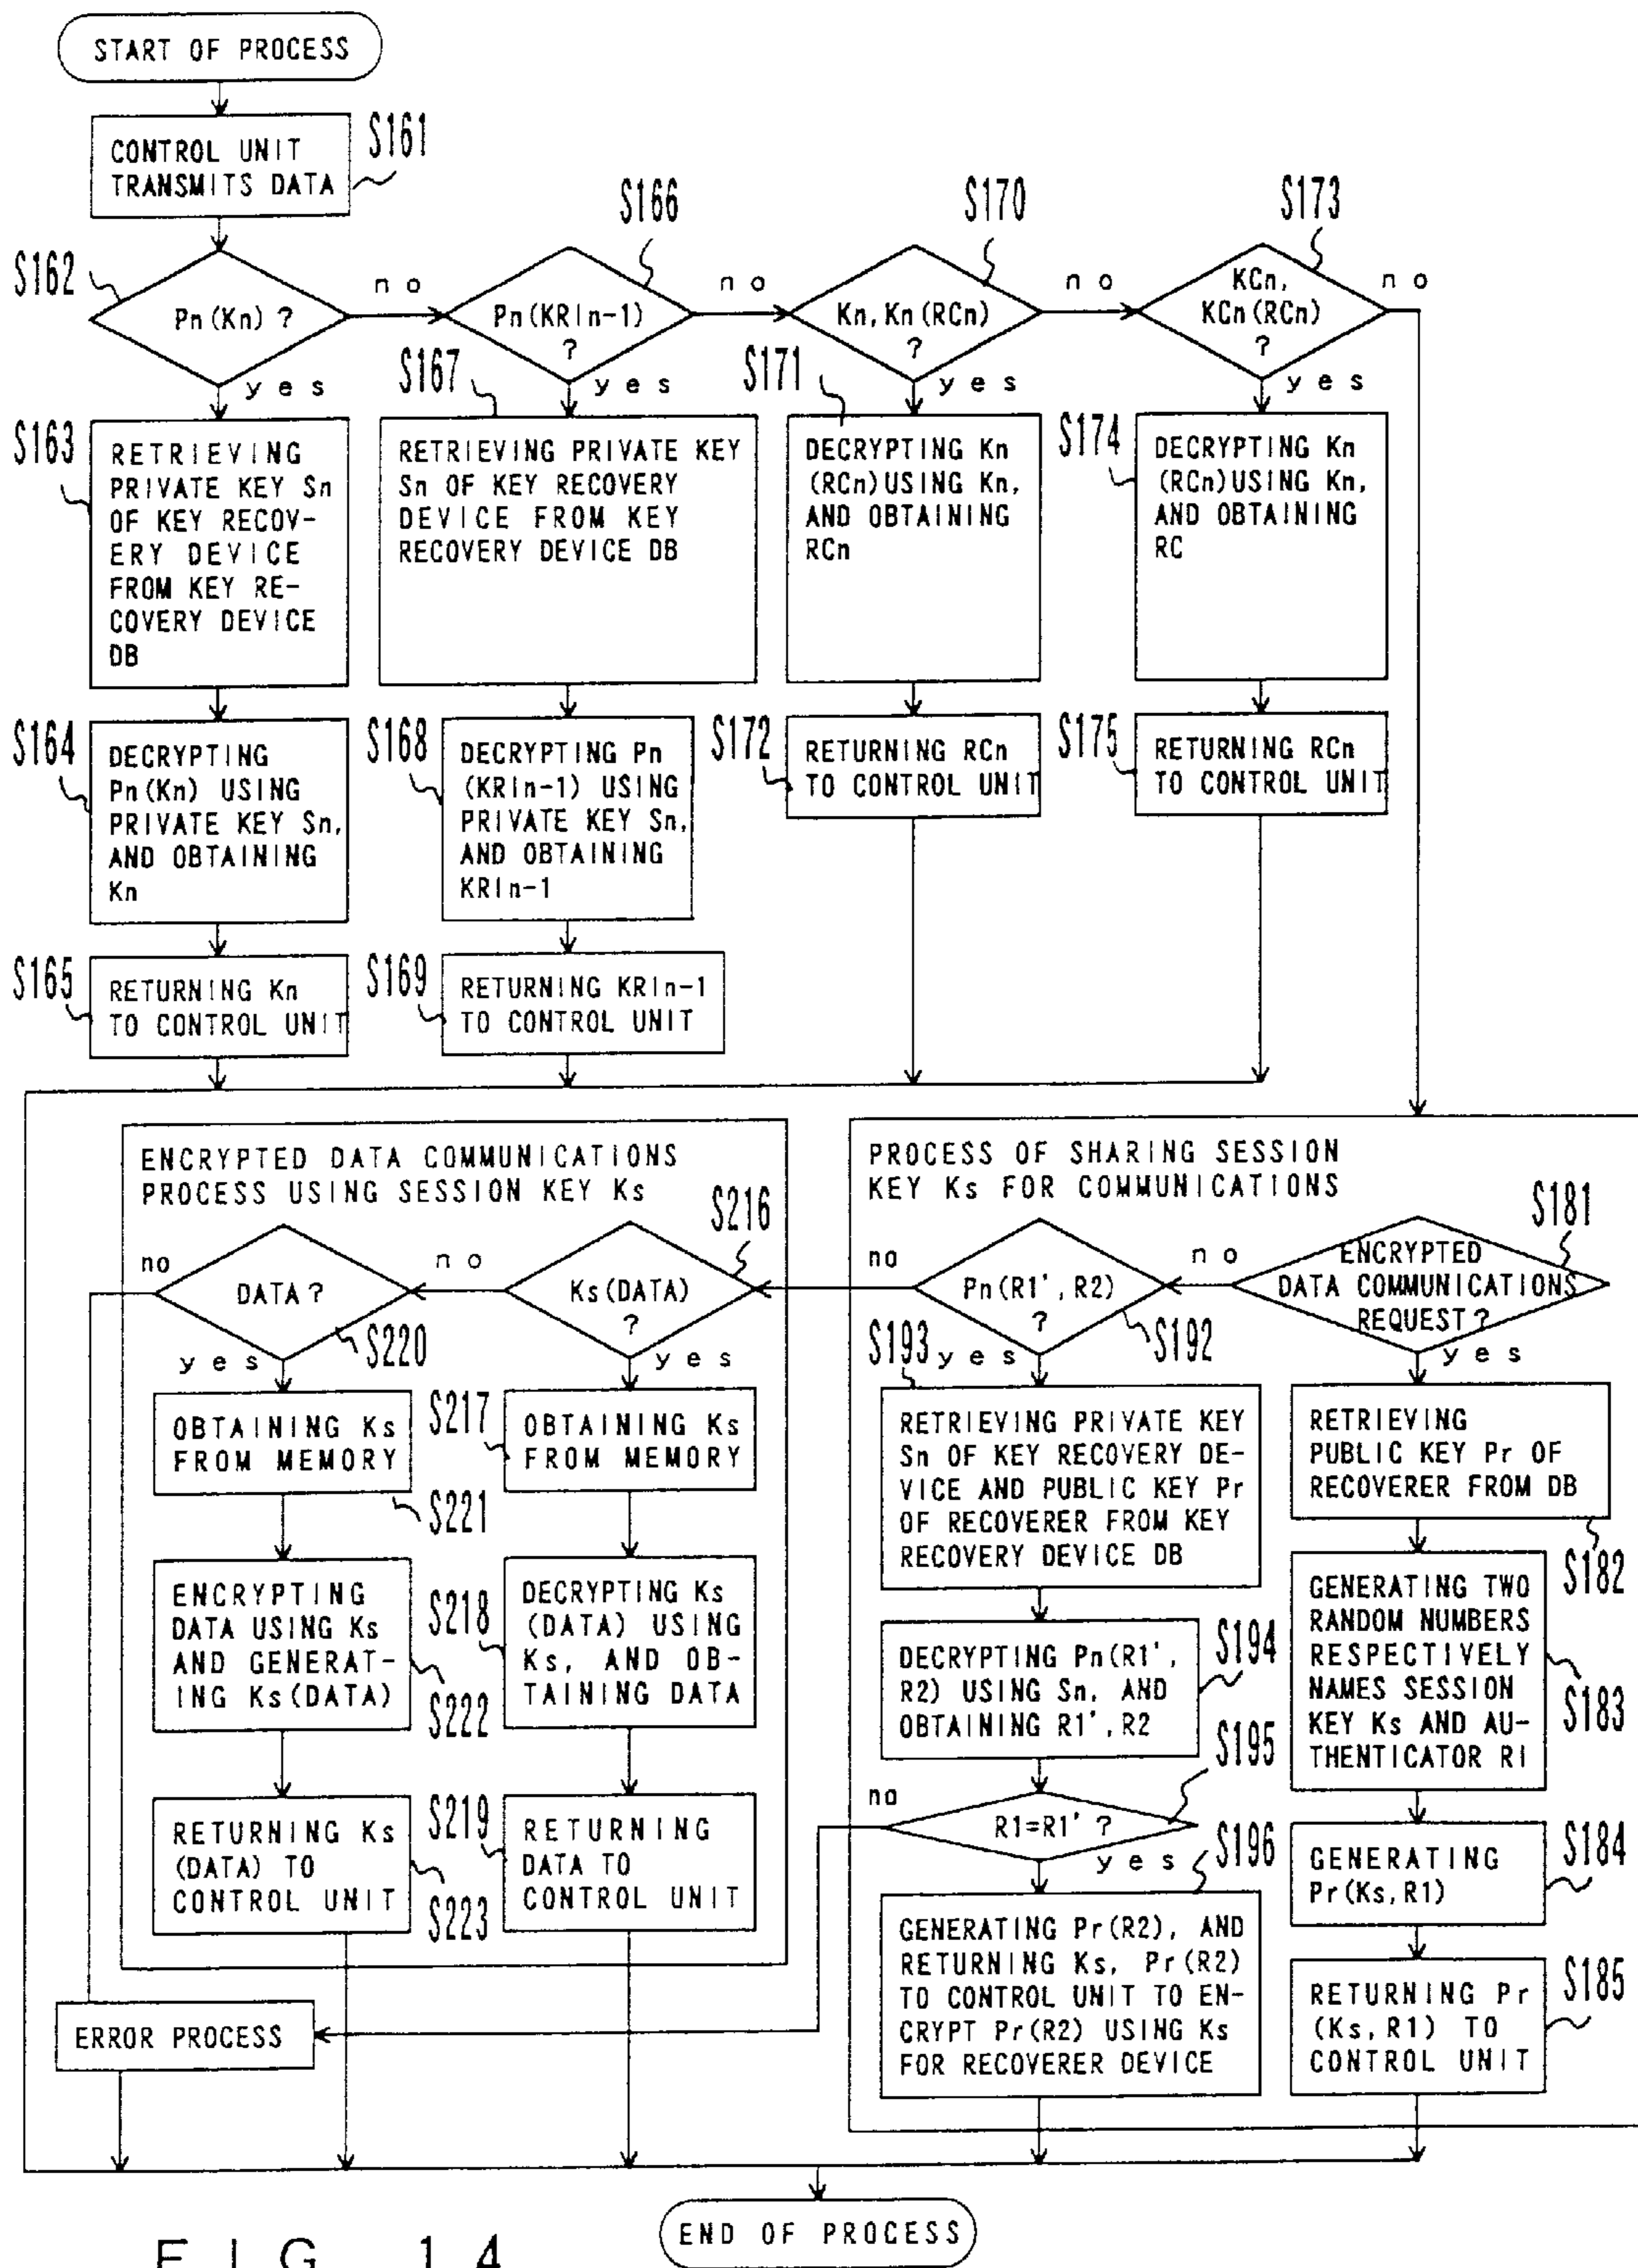 START OF PROCESS
CONTROL UNIT
TRANSMITS DATA
S161
S162
Pn(Kn) ?
no
yes
S166
Pn(KRIn-1)
?
no
yes
S170
Kn, Kn(RCn)
?
no
yes
S173
KCn,
KCn(RCn)
?
no
yes
S163
RETRIEVING
PRIVATE KEY Sn
OF KEY RECOV-
ERY DEVICE
FROM KEY RE-
COVERY DEVICE
DB
S167
RETRIEVING PRIVATE KEY
Sn OF KEY RECOVERY
DEVICE FROM KEY
RECOVERY DEVICE DB
S171
DECRYPTING Kn
(RCn)USING Kn,
AND OBTAINING
RCn
S174
DECRYPTING Kn
(RCn)USING Kn,
AND OBTAINING
RC
S164
DECRYPTING
Pn(Kn) USING
PRIVATE KEY Sn,
AND OBTAINING
Kn
S168
DECRYPTING Pn
(KRIn-1) USING
PRIVATE KEY Sn,
AND OBTAINING
KRIn-1
S172
RETURNING RCn
TO CONTROL UNIT
S175
RETURNING RCn
TO CONTROL UNIT
S165
RETURNING Kn
TO CONTROL UNIT
S169
RETURNING KRIn-1
TO CONTROL UNIT
ENCRYPTED DATA COMMUNICATIONS
PROCESS USING SESSION KEY Ks
S216
Ks(DATA)
?
no
yes
DATA?
no
yes
S220
S217
OBTAINING Ks
FROM MEMORY
OBTAINING Ks
FROM MEMORY
S221
S218
DECRYPTING Ks
(DATA) USING
Ks, AND OB-
TAINING DATA
ENCRYPTING
DATA USING Ks
AND GENERAT-
ING Ks(DATA)
S222
S219
RETURNING
DATA TO
CONTROL UNIT
RETURNING Ks
(DATA) TO
CONTROL UNIT
S223
ERROR PROCESS
PROCESS OF SHARING SESSION
KEY Ks FOR COMMUNICATIONS
S181
ENCRYPTED
DATA COMMUNICATIONS
REQUEST?
no
yes
Pn(R1', R2)
?
no
yes
S192
S193
RETRIEVING PRIVATE KEY
Sn OF KEY RECOVERY DE-
VICE AND PUBLIC KEY Pr
OF RECOVERER FROM KEY
RECOVERY DEVICE DB
RETRIEVING
PUBLIC KEY Pr OF
RECOVERER FROM DB
S182
DECRYPTING Pn(R1',
R2) USING Sn, AND
OBTAINING R1', R2
S194
GENERATING TWO
RANDOM NUMBERS
RESPECTIVELY
NAMES SESSION
KEY Ks AND AU-
THENTICATOR R1
S183
S195
R1=R1' ?
no
yes
S196
GENERATING
Pr(Ks, R1)
S184
GENERATING Pr(R2), AND
RETURNING Ks, Pr(R2)
TO CONTROL UNIT TO EN-
CRYPT Pr(R2) USING Ks
FOR RECOVERER DEVICE
RETURNING Pr
(Ks, R1) TO
CONTROL UNIT
S185
END OF PROCESS
FIG. 14